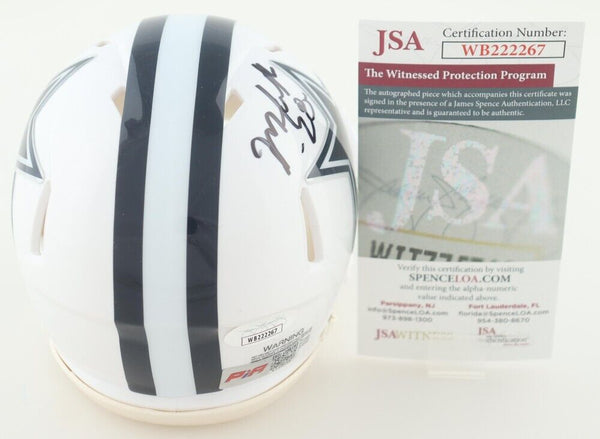 JSA
Certification Number:
WB222267
The Witnessed Protection Program
The autographed piece which accompanies this certificate was
signed in the presence of a James Spence Authentication, LLC
representative and is guaranteed to be authentic.
JSA
Verify this certification by visiting
SPENCELOA.COM
and entering the alpha-numeric
value indicated above.
Parsippany, NJ
info@SpenceLOA.com
973-898-1300
Fort Lauderdale, FL
florida@SpenceLOA.com
954-380-8670
JSAWITNESS
JSA
WB222267
WARNING